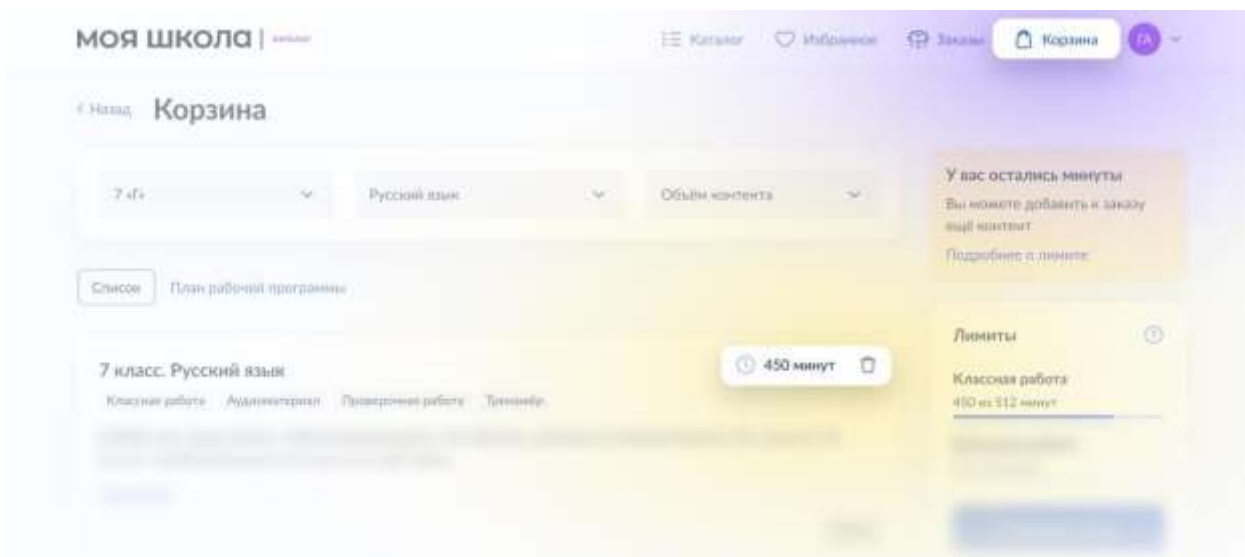 моя школа |
Каталог Избранное Заказы Корзина ГА
Назад Корзина
7 «Г» Русский язык Объём контента
У вас остались минуты
Вы можете добавить к заказу
ещё контент
Подробнее о лимите
Список План рабочей программы
Лимиты
7 класс. Русский язык 450 минут
Классная работа Аудиоматериал Проверочная работа Тренажёр
Классная работа
450 из 512 минут